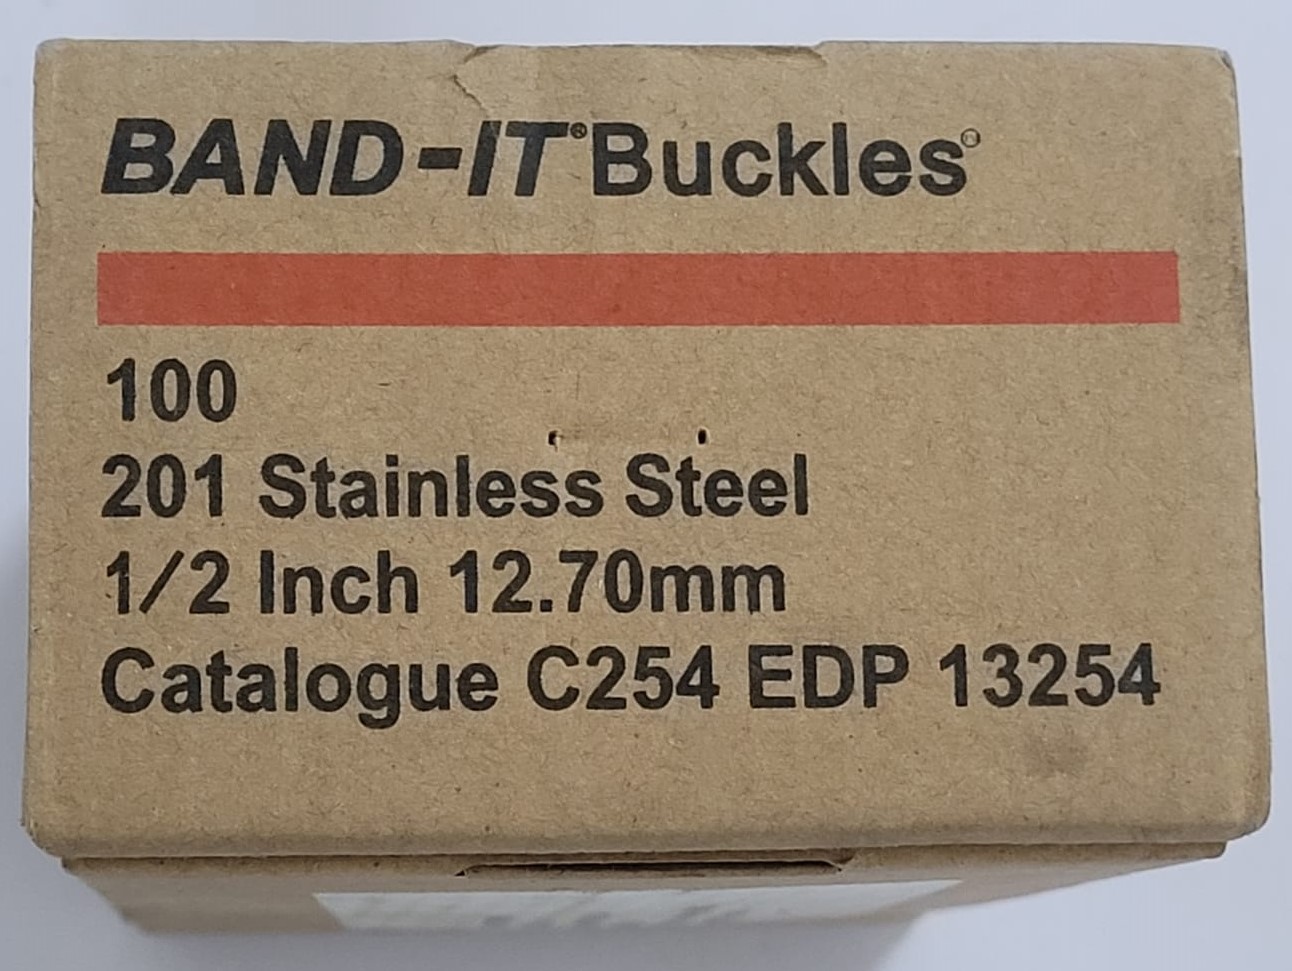 BAND-IT® Buckles®
100
201 Stainless Steel
1/2 Inch 12.70mm
Catalogue C254 EDP 13254